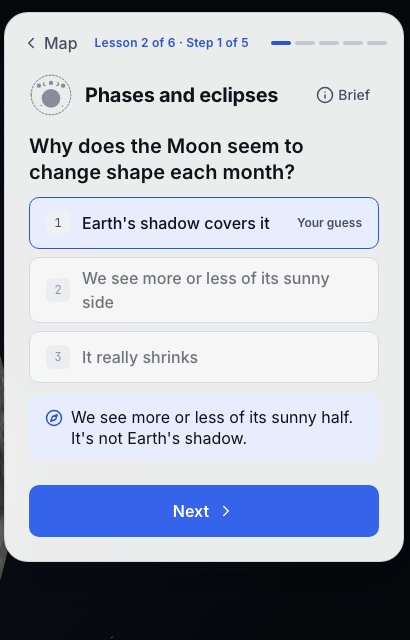 Map
Lesson 2 of 6 · Step 1 of 5
Phases and eclipses
Brief
Why does the Moon seem to
change shape each month?
1 Earth's shadow covers it Your guess
2 We see more or less of its sunny
side
3 It really shrinks
We see more or less of its sunny half.
It's not Earth's shadow.
Next